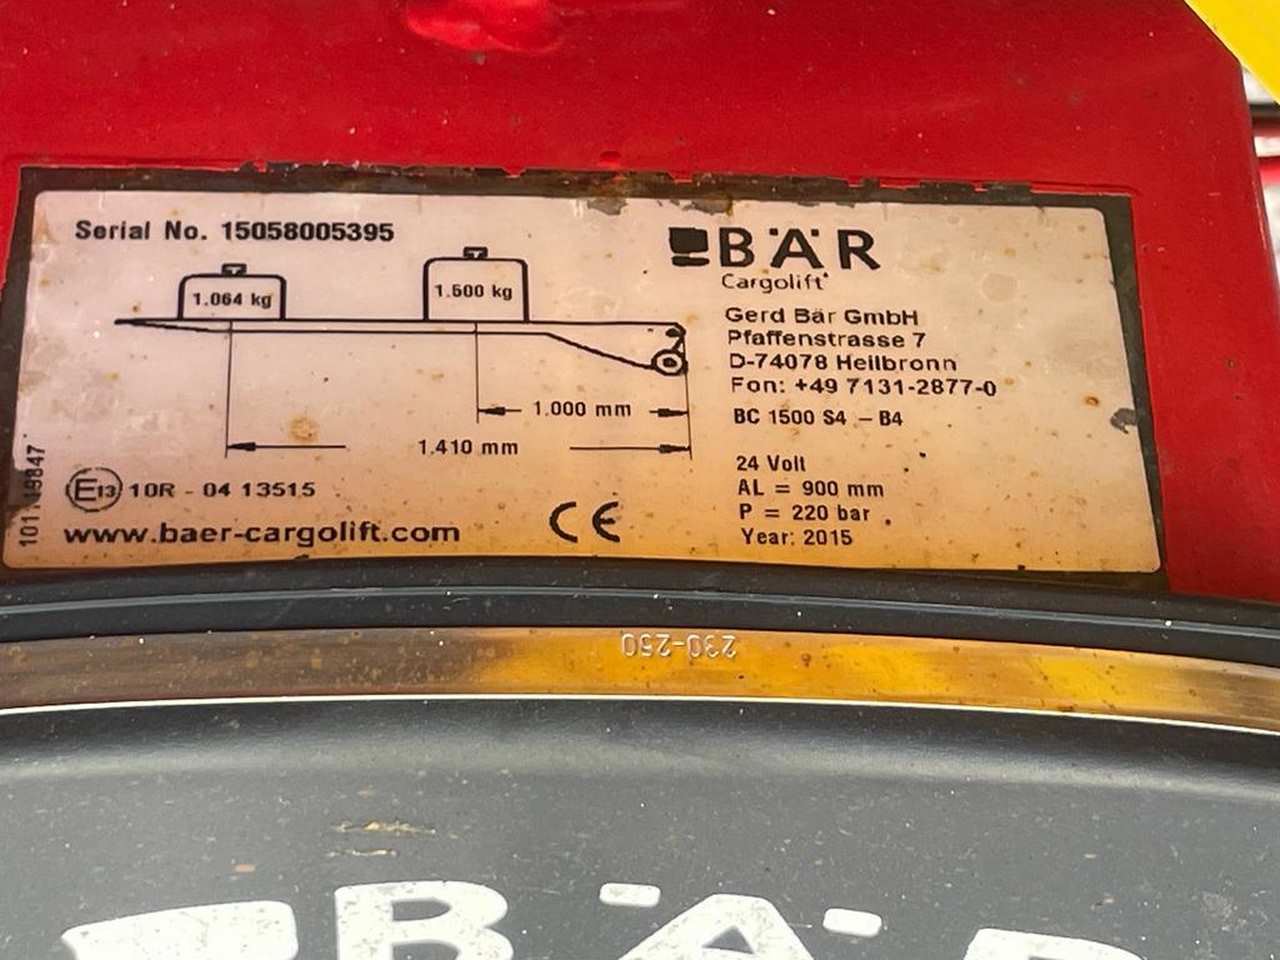 Serial No. 15058005395
1.064 kg
1.500 kg
1.000 mm
1.410 mm
E13 10R - 04 13515
www.baer-cargolift.com
CE
BÄR
Cargolift
Gerd Bär GmbH
Pfaffenstrasse 7
D-74078 Heilbronn
Fon: +49 7131-2877-0
BC 1500 S4 - B4
24 Volt
AL = 900 mm
P = 220 bar
Year: 2015
230-250
BÄR